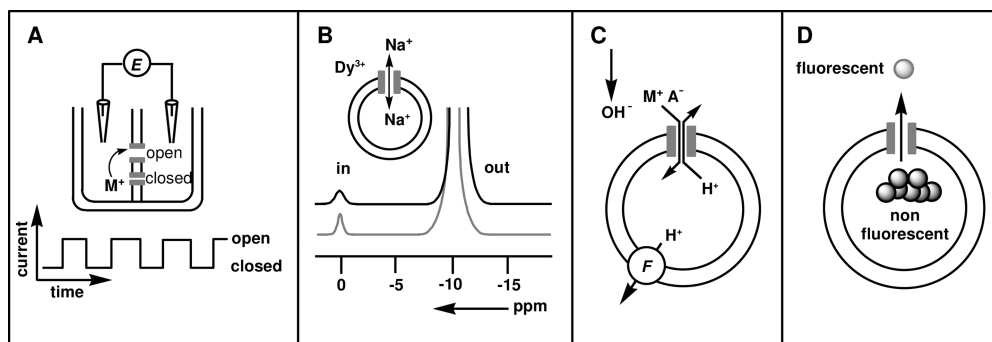 A
E
open
closed
M⁺
current
open
closed
time
B
Na⁺
Dy³⁺
Na⁺
in
out
0 -5 -10 -15
ppm
C
OH⁻
M⁺ A⁻
H⁺
H⁺
F
D
fluorescent
non
fluorescent